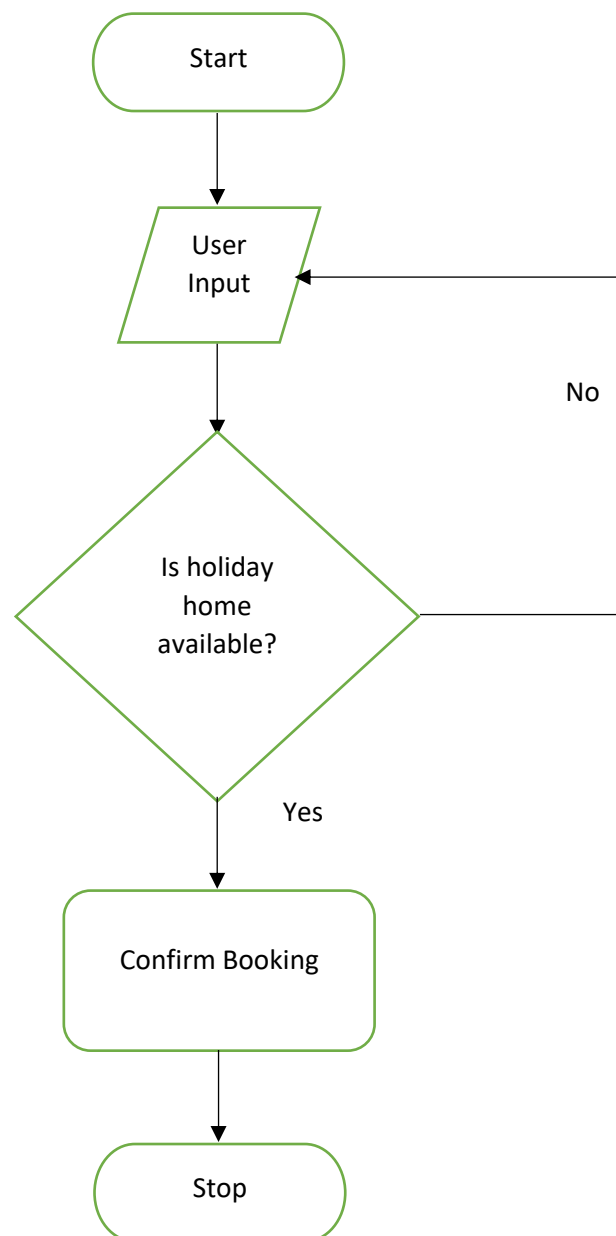 Start
User
Input
No
Is holiday
home
available?
Yes
Confirm Booking
Stop